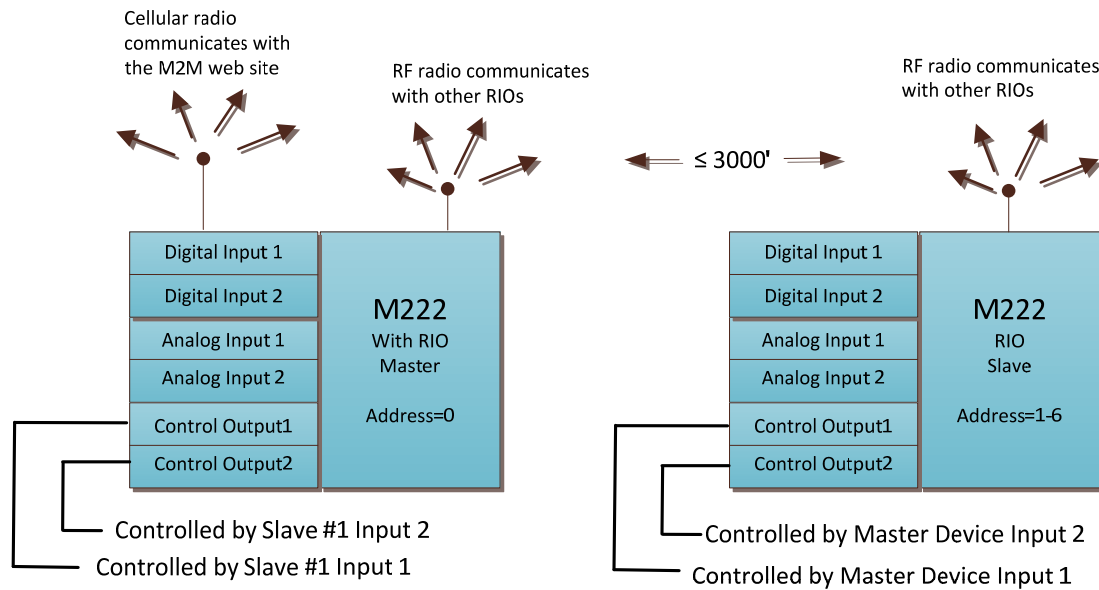 Cellular radio
communicates with
the M2M web site
RF radio communicates
with other RIOs
≤ 3000'
RF radio communicates
with other RIOs
Digital Input 1
Digital Input 2
Analog Input 1
Analog Input 2
Control Output1
Control Output2
M222
With RIO
Master
Address=0
Controlled by Slave #1 Input 2
Controlled by Slave #1 Input 1
Digital Input 1
Digital Input 2
Analog Input 1
Analog Input 2
Control Output1
Control Output2
M222
RIO
Slave
Address=1-6
Controlled by Master Device Input 2
Controlled by Master Device Input 1